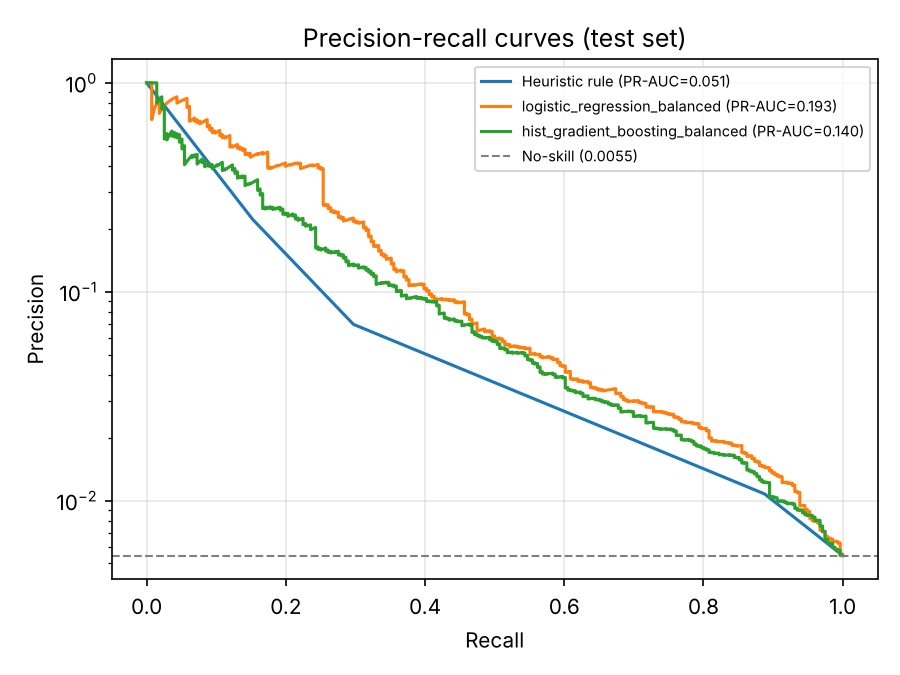 Precision-recall curves (test set)
Heuristic rule (PR-AUC=0.051)
logistic_regression_balanced (PR-AUC=0.193)
hist_gradient_boosting_balanced (PR-AUC=0.140)
No-skill (0.0055)
Precision
10⁰
10⁻¹
10⁻²
0.0 0.2 0.4 0.6 0.8 1.0
Recall